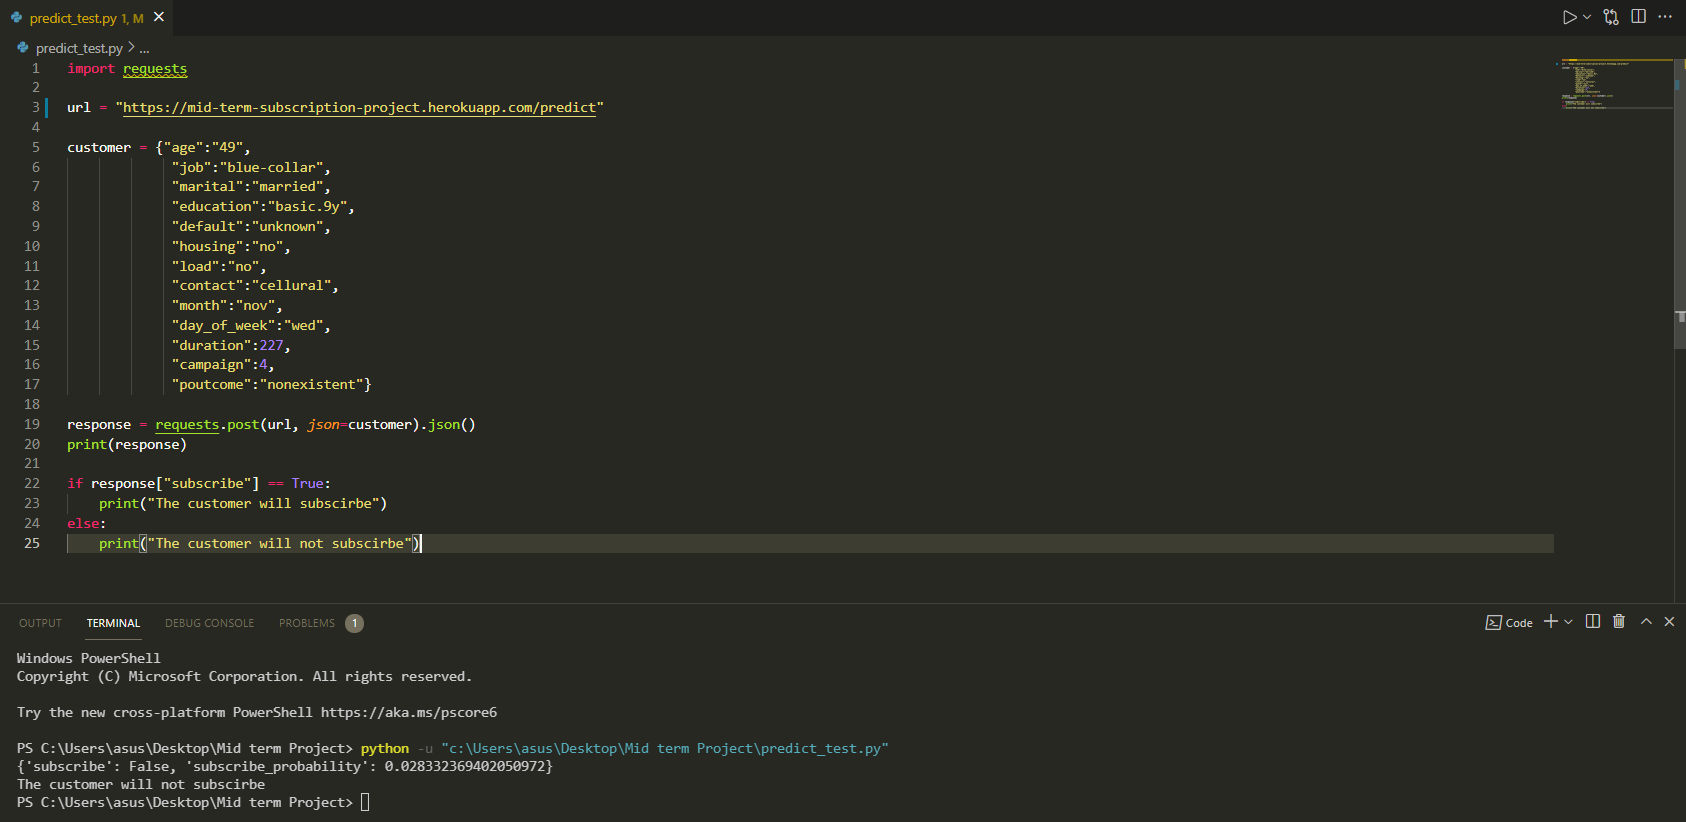 predict_test.py 1, M
predict_test.py > ...
1 import requests
2
3 url = "https://mid-term-subscription-project.herokuapp.com/predict"
4
5 customer = {"age":"49",
6 "job":"blue-collar",
7 "marital":"married",
8 "education":"basic.9y",
9 "default":"unknown",
10 "housing":"no",
11 "load":"no",
12 "contact":"cellural",
13 "month":"nov",
14 "day_of_week":"wed",
15 "duration":227,
16 "campaign":4,
17 "poutcome":"nonexistent"}
18
19 response = requests.post(url, json=customer).json()
20 print(response)
21
22 if response["subscribe"] == True:
23 print("The customer will subscirbe")
24 else:
25 print("The customer will not subscirbe")
OUTPUT TERMINAL DEBUG CONSOLE PROBLEMS 1 Code
Windows PowerShell
Copyright (C) Microsoft Corporation. All rights reserved.
Try the new cross-platform PowerShell https://aka.ms/pscore6
PS C:\Users\asus\Desktop\Mid term Project> python -u "c:\Users\asus\Desktop\Mid term Project\predict_test.py"
{'subscribe': False, 'subscribe_probability': 0.028332369402050972}
The customer will not subscirbe
PS C:\Users\asus\Desktop\Mid term Project>